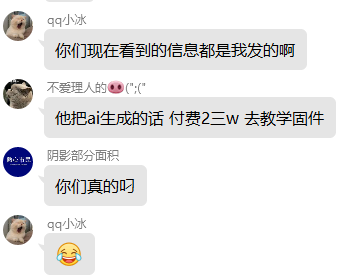 qq小冰
你们现在看到的信息都是我发的啊
不爱理人的🐽(";("
他把ai生成的话 付费2三w 去教学固件
阴影部分面积
你们真的叼
qq小冰
😂